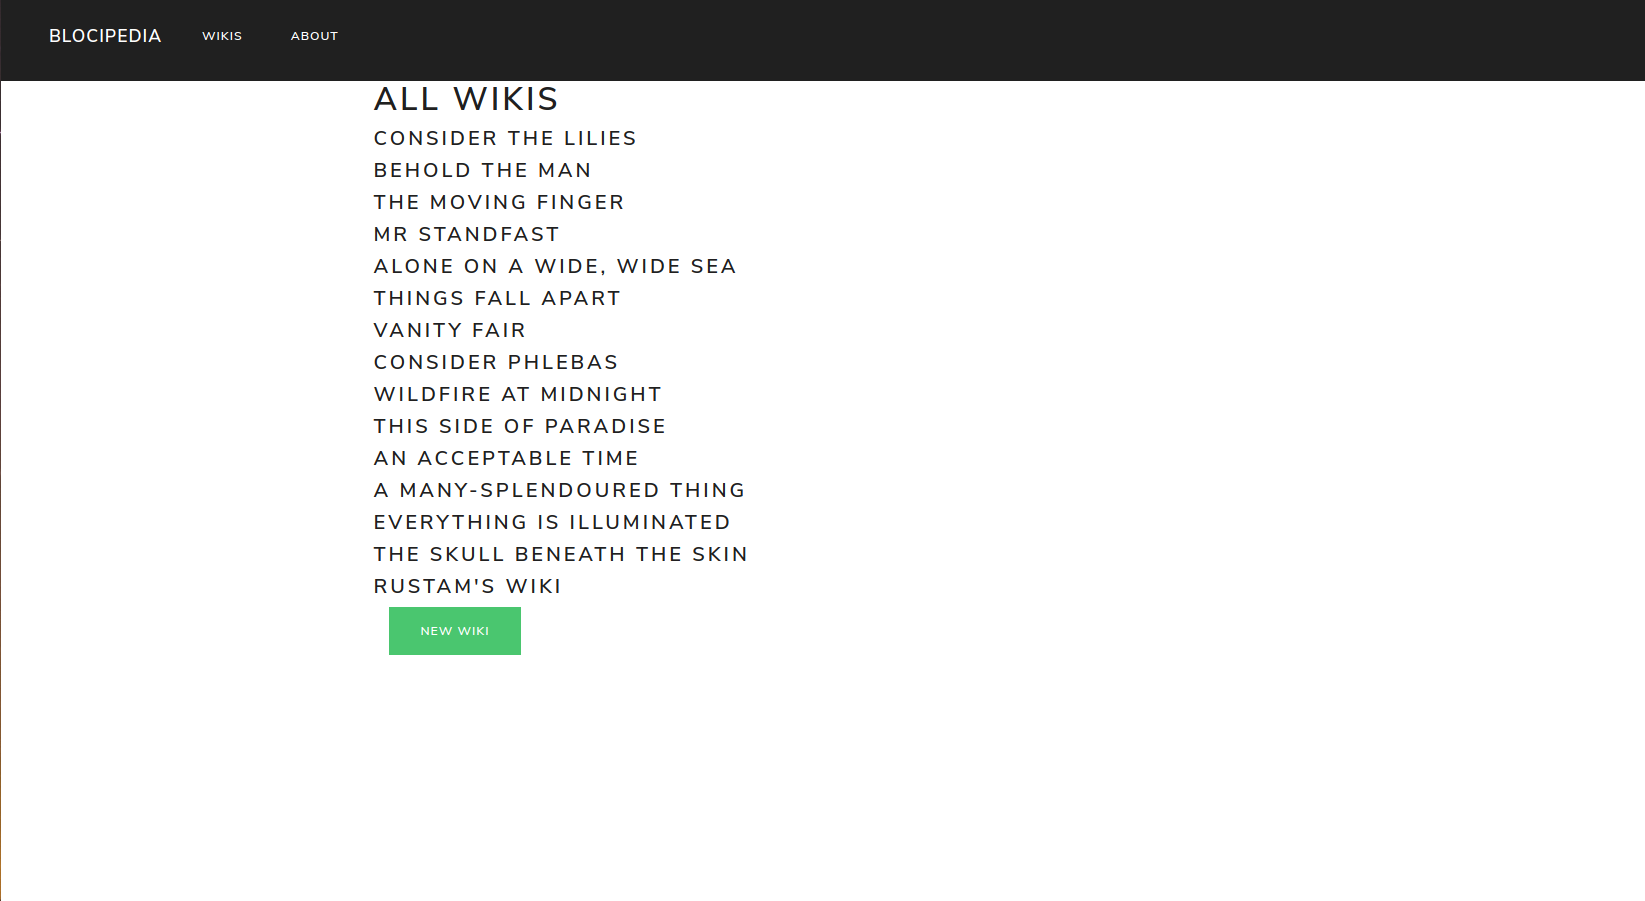 BLOCIPEDIA WIKIS ABOUT
ALL WIKIS
CONSIDER THE LILIES
BEHOLD THE MAN
THE MOVING FINGER
MR STANDFAST
ALONE ON A WIDE, WIDE SEA
THINGS FALL APART
VANITY FAIR
CONSIDER PHLEBAS
WILDFIRE AT MIDNIGHT
THIS SIDE OF PARADISE
AN ACCEPTABLE TIME
A MANY-SPLENDOURED THING
EVERYTHING IS ILLUMINATED
THE SKULL BENEATH THE SKIN
RUSTAM'S WIKI
NEW WIKI